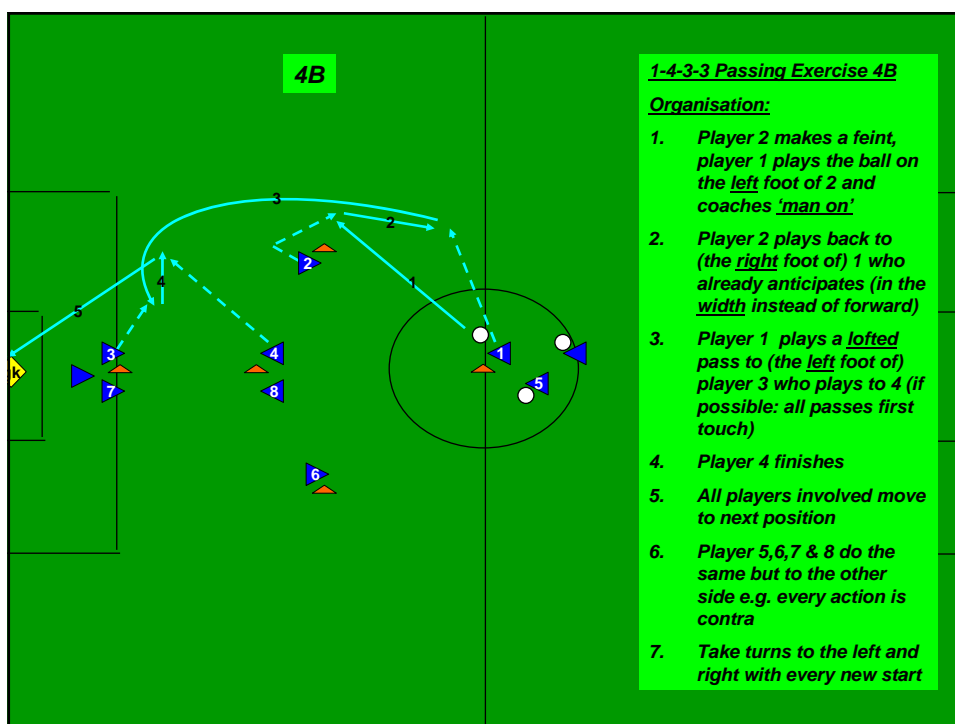 4B
1-4-3-3 Passing Exercise 4B
Organisation:
1. Player 2 makes a feint,
player 1 plays the ball on
the left foot of 2 and
coaches ‘man on’
2. Player 2 plays back to
(the right foot of) 1 who
already anticipates (in the
width instead of forward)
3. Player 1 plays a lofted
pass to (the left foot of)
player 3 who plays to 4 (if
possible: all passes first
touch)
4. Player 4 finishes
5. All players involved move
to next position
6. Player 5,6,7 & 8 do the
same but to the other
side e.g. every action is
contra
7. Take turns to the left and
right with every new start
3
2
2
1
4
5
3
4
1
k
7
8
5
6